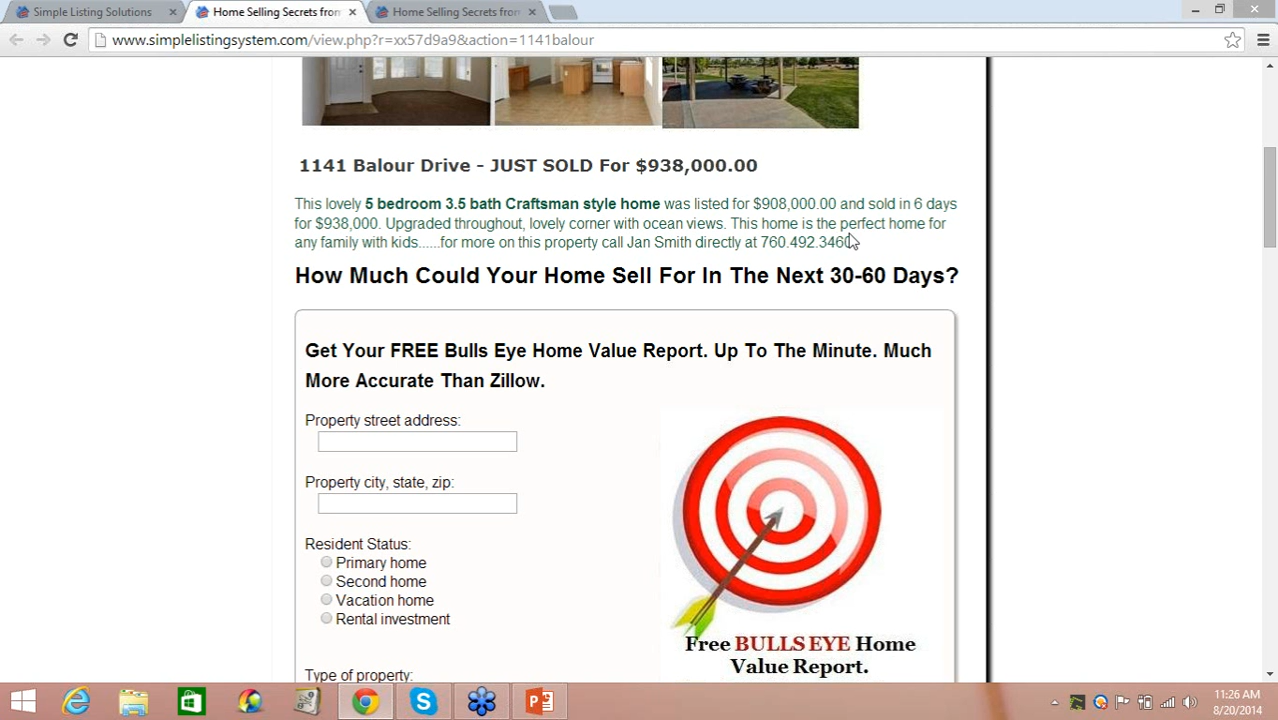 Simple Listing Solutions
Home Selling Secrets from
Home Selling Secrets from
www.simplelistingsystem.com/view.php?r=xx57d9a9&action=1141balour
1141 Balour Drive - JUST SOLD For $938,000.00
This lovely 5 bedroom 3.5 bath Craftsman style home was listed for $908,000.00 and sold in 6 days
for $938,000. Upgraded throughout, lovely corner with ocean views. This home is the perfect home for
any family with kids......for more on this property call Jan Smith directly at 760.492.3460
How Much Could Your Home Sell For In The Next 30-60 Days?
Get Your FREE Bulls Eye Home Value Report. Up To The Minute. Much
More Accurate Than Zillow.
Property street address:
Property city, state, zip:
Resident Status:
Primary home
Second home
Vacation home
Rental investment
Type of property:
Free BULLS EYE Home
Value Report.
11:26 AM
8/20/2014